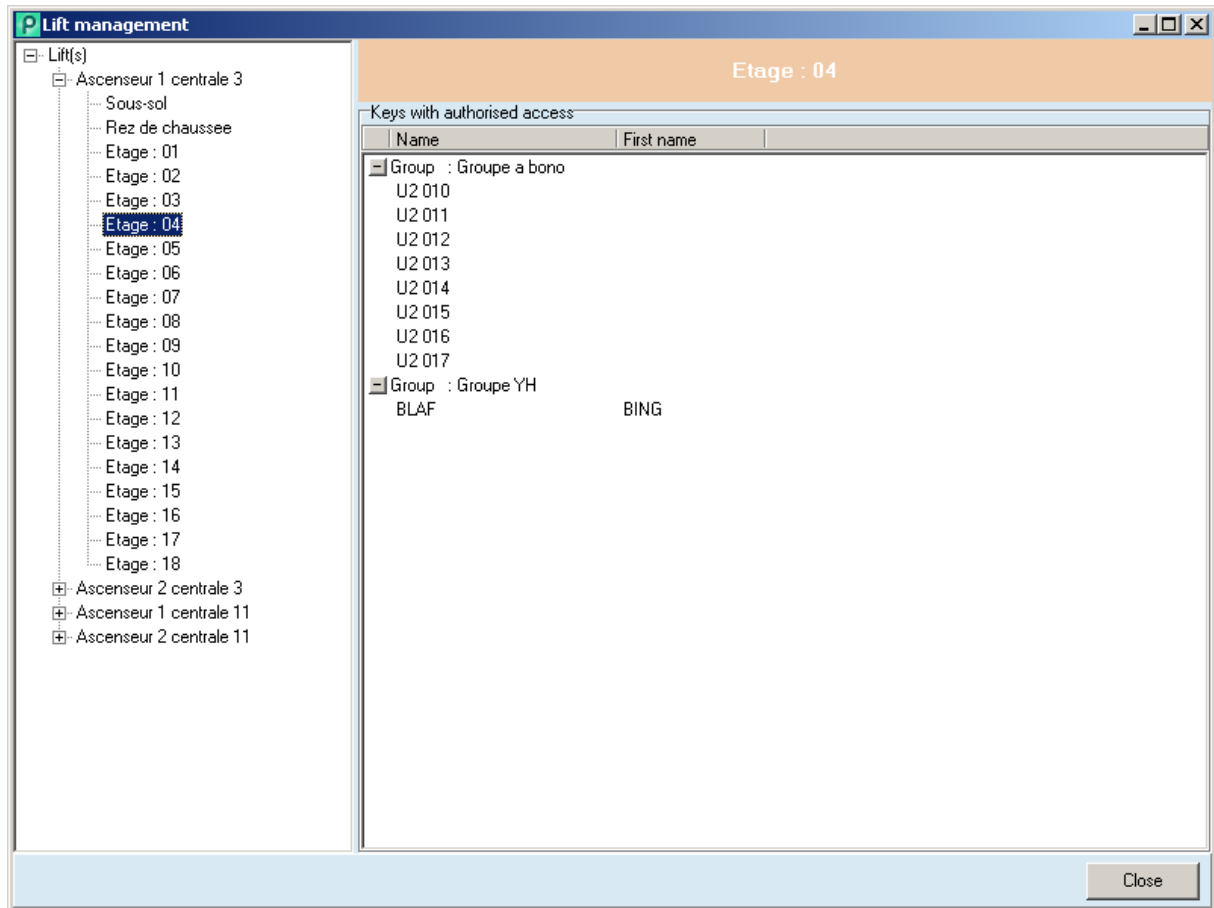 Lift management
Lift(s)
Ascenseur 1 centrale 3
Sous-sol
Rez de chaussee
Etage : 01
Etage : 02
Etage : 03
Etage : 04
Etage : 05
Etage : 06
Etage : 07
Etage : 08
Etage : 09
Etage : 10
Etage : 11
Etage : 12
Etage : 13
Etage : 14
Etage : 15
Etage : 16
Etage : 17
Etage : 18
Ascenseur 2 centrale 3
Ascenseur 1 centrale 11
Ascenseur 2 centrale 11
Etage : 04
Keys with authorised access
Name First name
Group : Groupe a bono
U2 010
U2 011
U2 012
U2 013
U2 014
U2 015
U2 016
U2 017
Group : Groupe YH
BLAF BING
Close